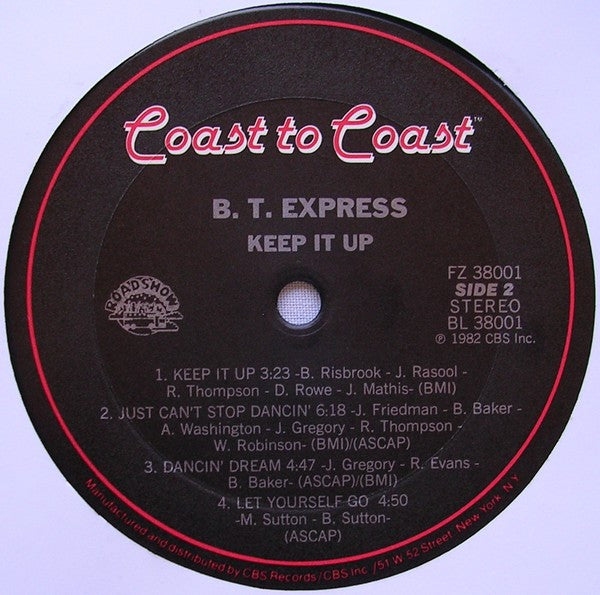 Coast to Coast™
B. T. EXPRESS
KEEP IT UP
ROADSHOW
FZ 38001
SIDE 2
STEREO
BL 38001
℗ 1982 CBS Inc.
1. KEEP IT UP 3:23 -B. Risbrook - J. Rasool -
R. Thompson - D. Rowe - J. Mathis- (BMI)
2. JUST CAN'T STOP DANCIN' 6:18 -J. Friedman - B. Baker -
A. Washington - J. Gregory - R. Thompson -
W. Robinson- (BMI)/(ASCAP)
3. DANCIN' DREAM 4:47 -J. Gregory - R. Evans -
B. Baker- (ASCAP)/(BMI)
4. LET YOURSELF GO 4:50
-M. Sutton - B. Sutton-
(ASCAP)
Manufactured and distributed by CBS Records/CBS Inc./51 W. 52 Street, New York, N.Y.